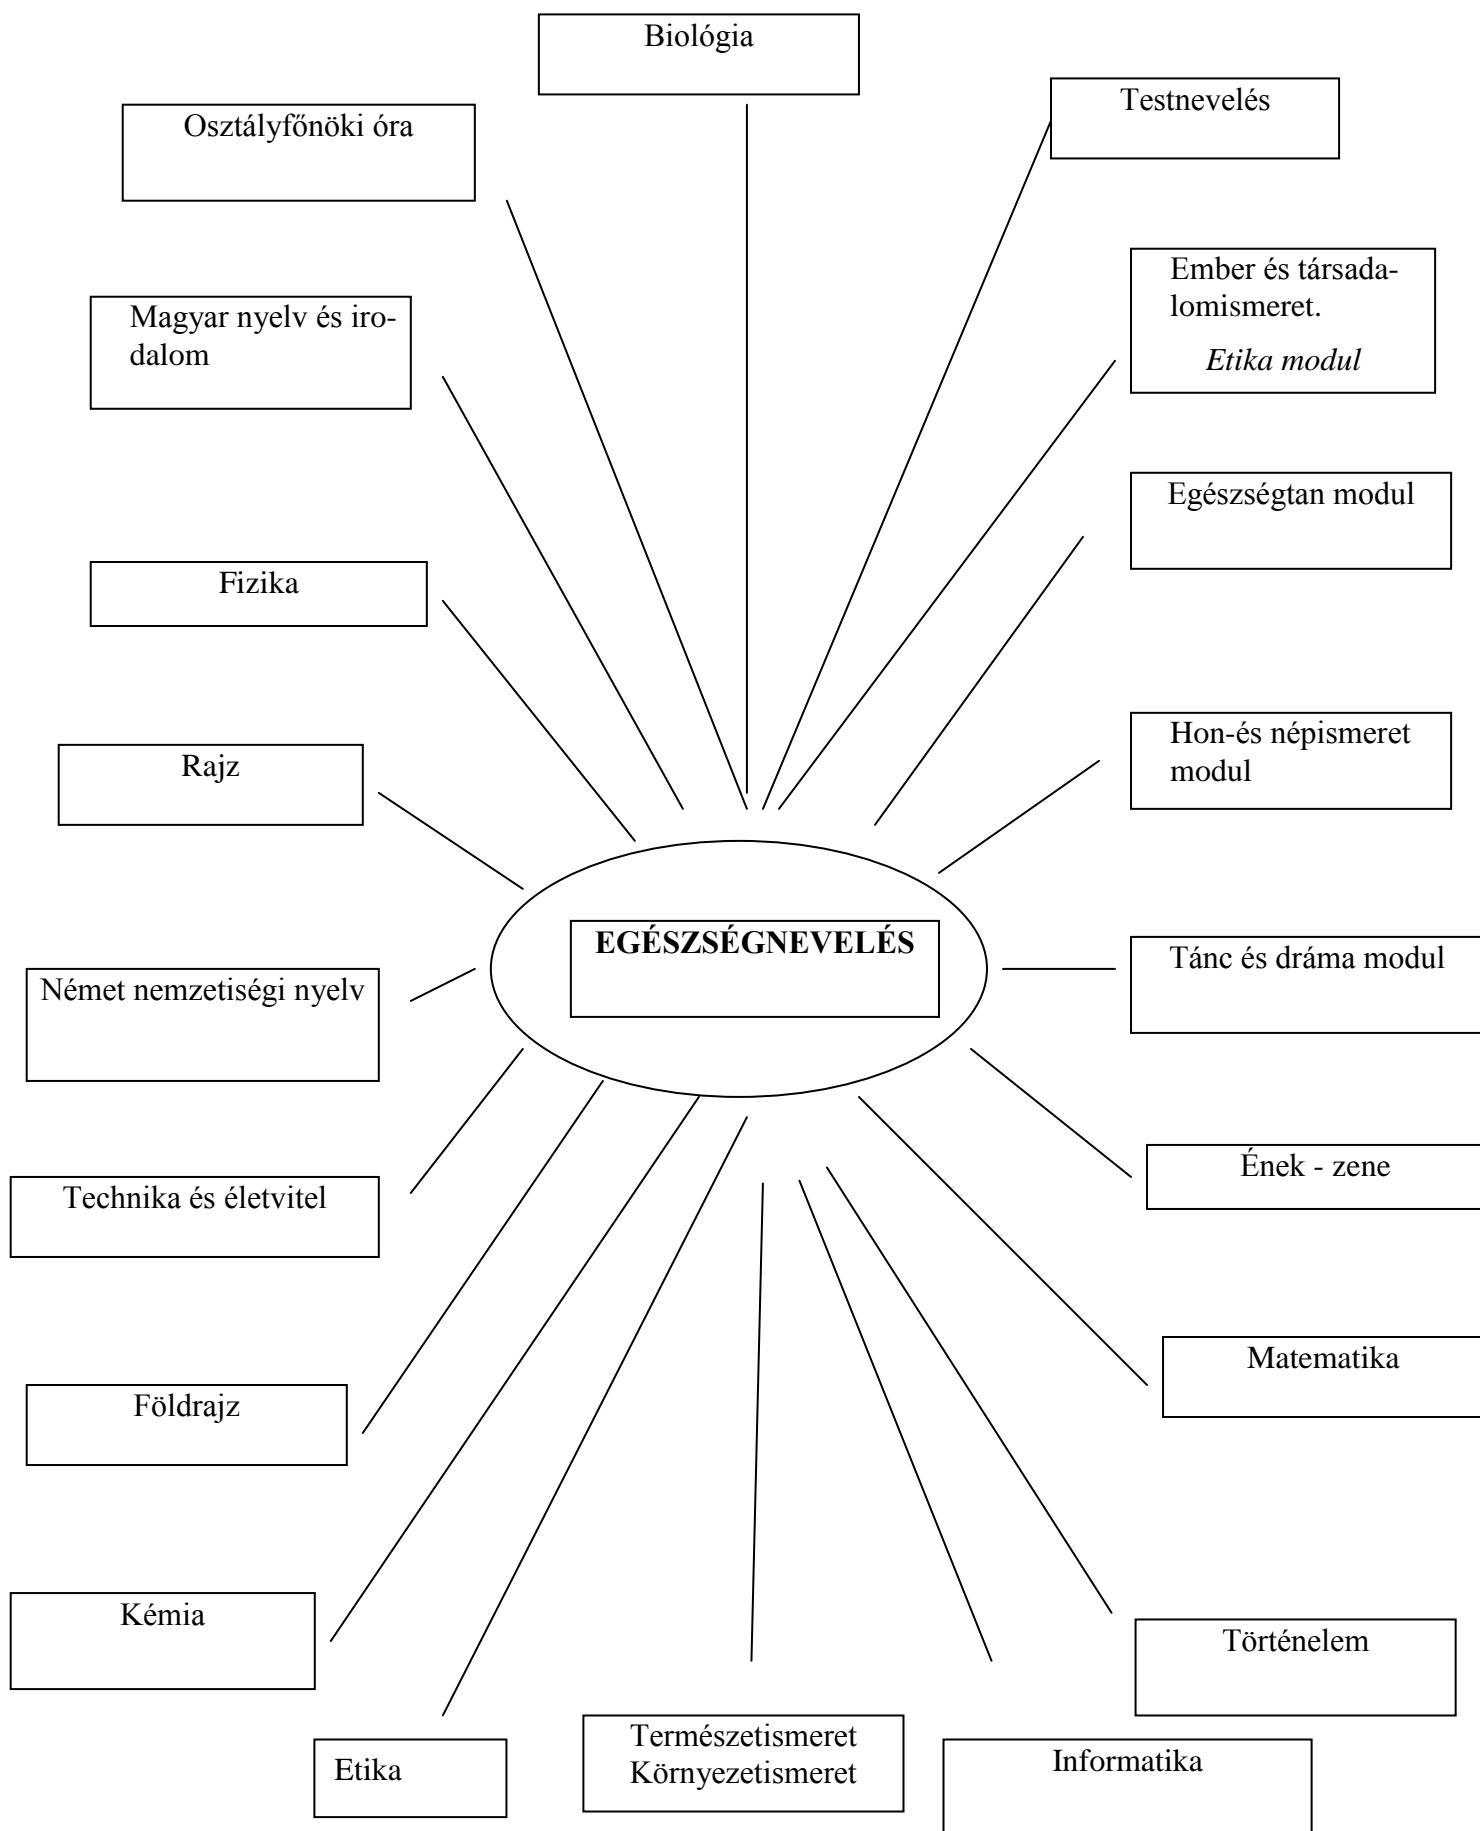 Biológia
Testnevelés
Osztályfőnöki óra
Ember és társada-
lomismeret.
Etika modul
Magyar nyelv és iro-
dalom
Egészségtan modul
Fizika
Hon-és népismeret
modul
Rajz
EGÉSZSÉGNEVELÉS
Tánc és dráma modul
Német nemzetiségi nyelv
Ének - zene
Technika és életvitel
Matematika
Földrajz
Kémia
Történelem
Természetismeret
Környezetismeret
Etika
Informatika